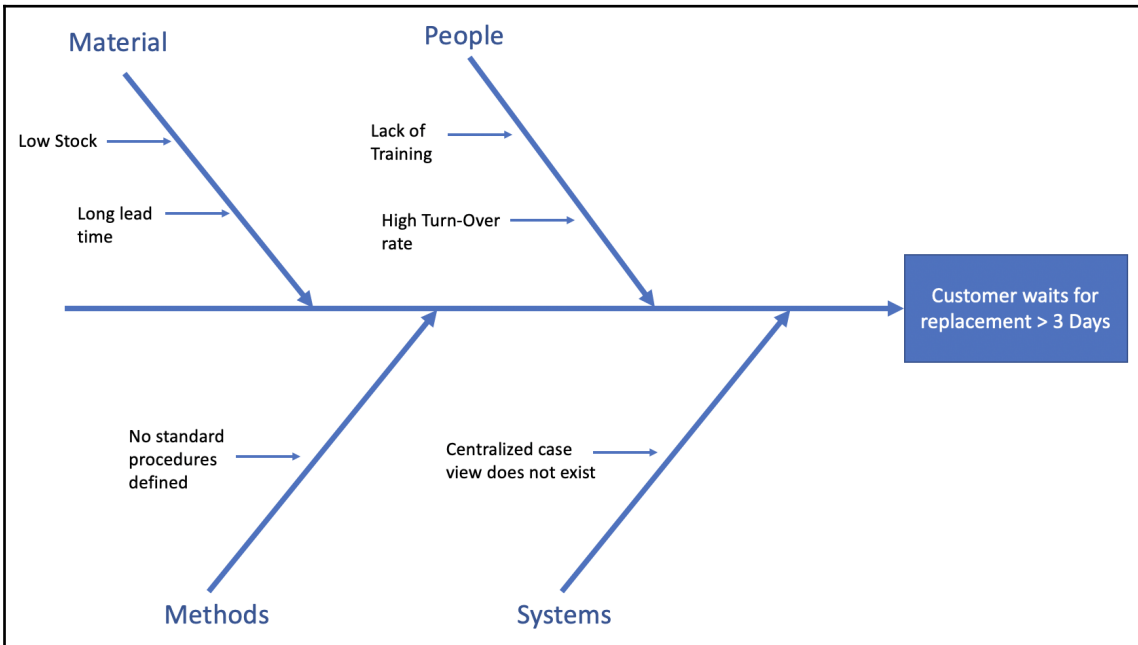 Material
People
Low Stock
Lack of
Training
Long lead
time
High Turn-Over
rate
Customer waits for
replacement > 3 Days
No standard
procedures
defined
Centralized case
view does not exist
Methods
Systems